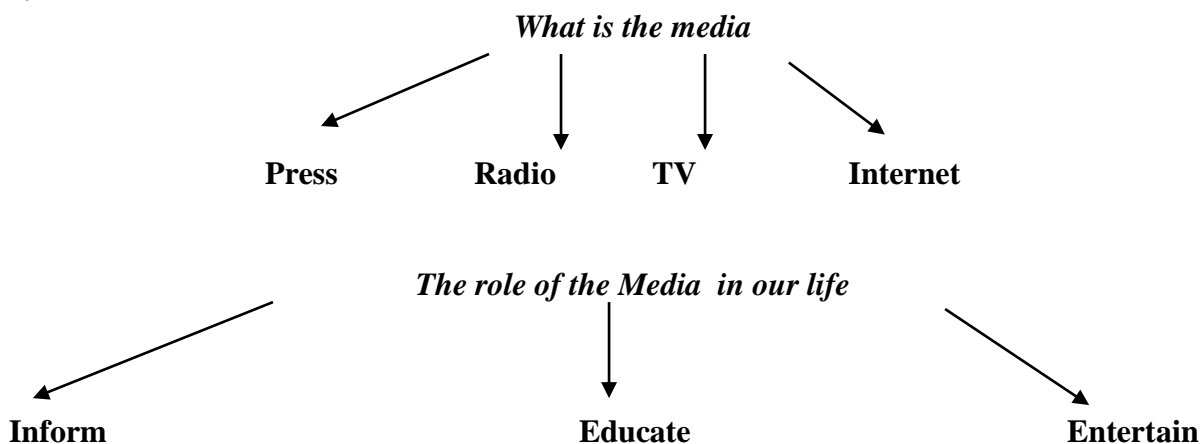 What is the media
Press Radio TV Internet
The role of the Media in our life
Inform Educate Entertain